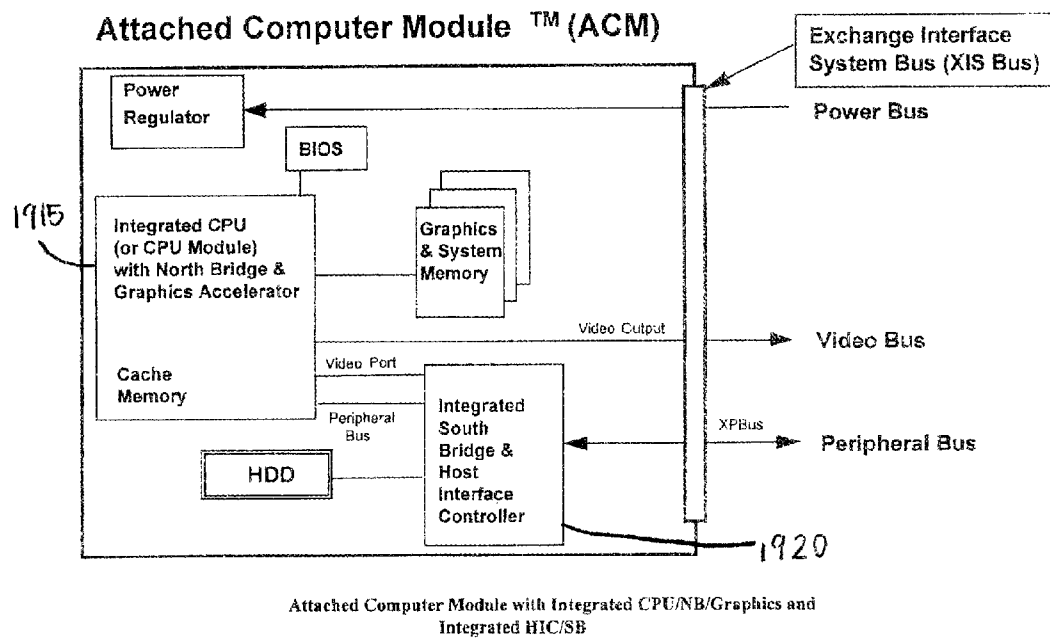 Attached Computer Module ™ (ACM)
Exchange Interface
System Bus (XIS Bus)
Power
Regulator
Power Bus
BIOS
1915
Integrated CPU
(or CPU Module)
with North Bridge &
Graphics Accelerator
Graphics
& System
Memory
Video Output
Video Bus
Cache
Memory
Video Port
Peripheral
Bus
Integrated
South
Bridge &
Host
Interface
Controller
XPBus
Peripheral Bus
HDD
1920
Attached Computer Module with Integrated CPU/NB/Graphics and
Integrated HIC/SB